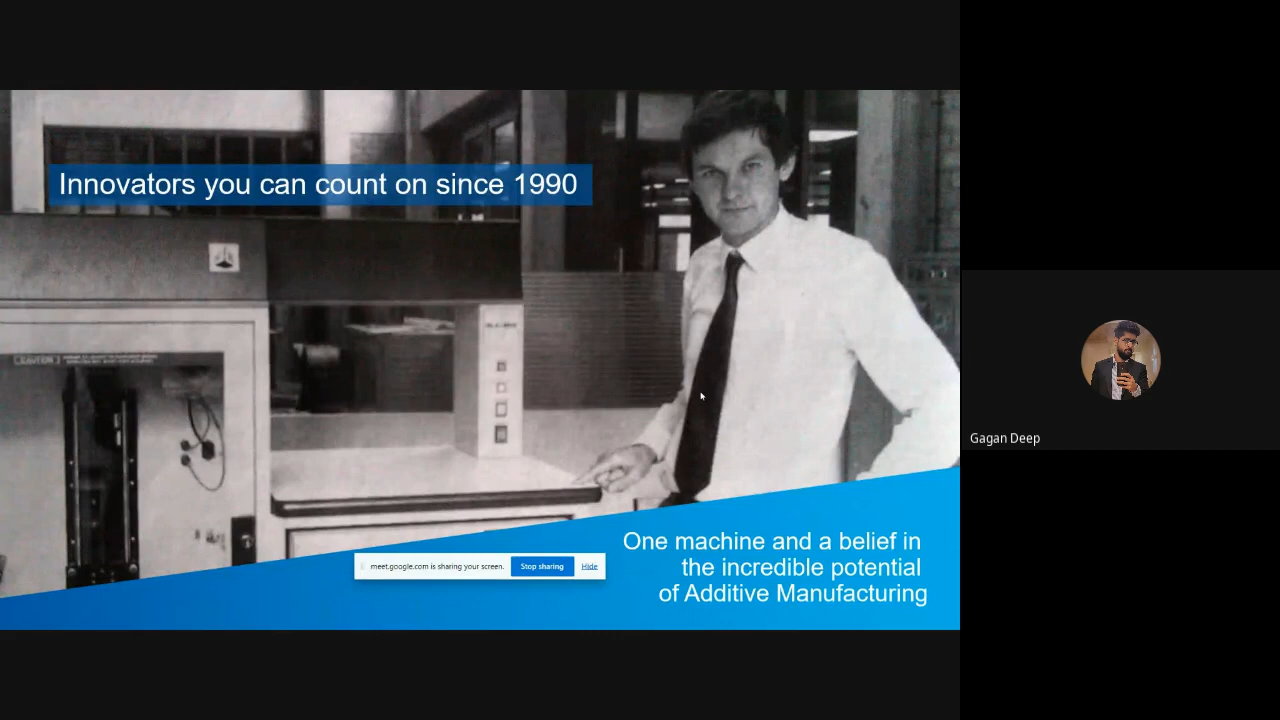 Innovators you can count on since 1990
CAUTION
meet.google.com is sharing your screen.
Stop sharing
Hide
One machine and a belief in
the incredible potential
of Additive Manufacturing
Gagan Deep